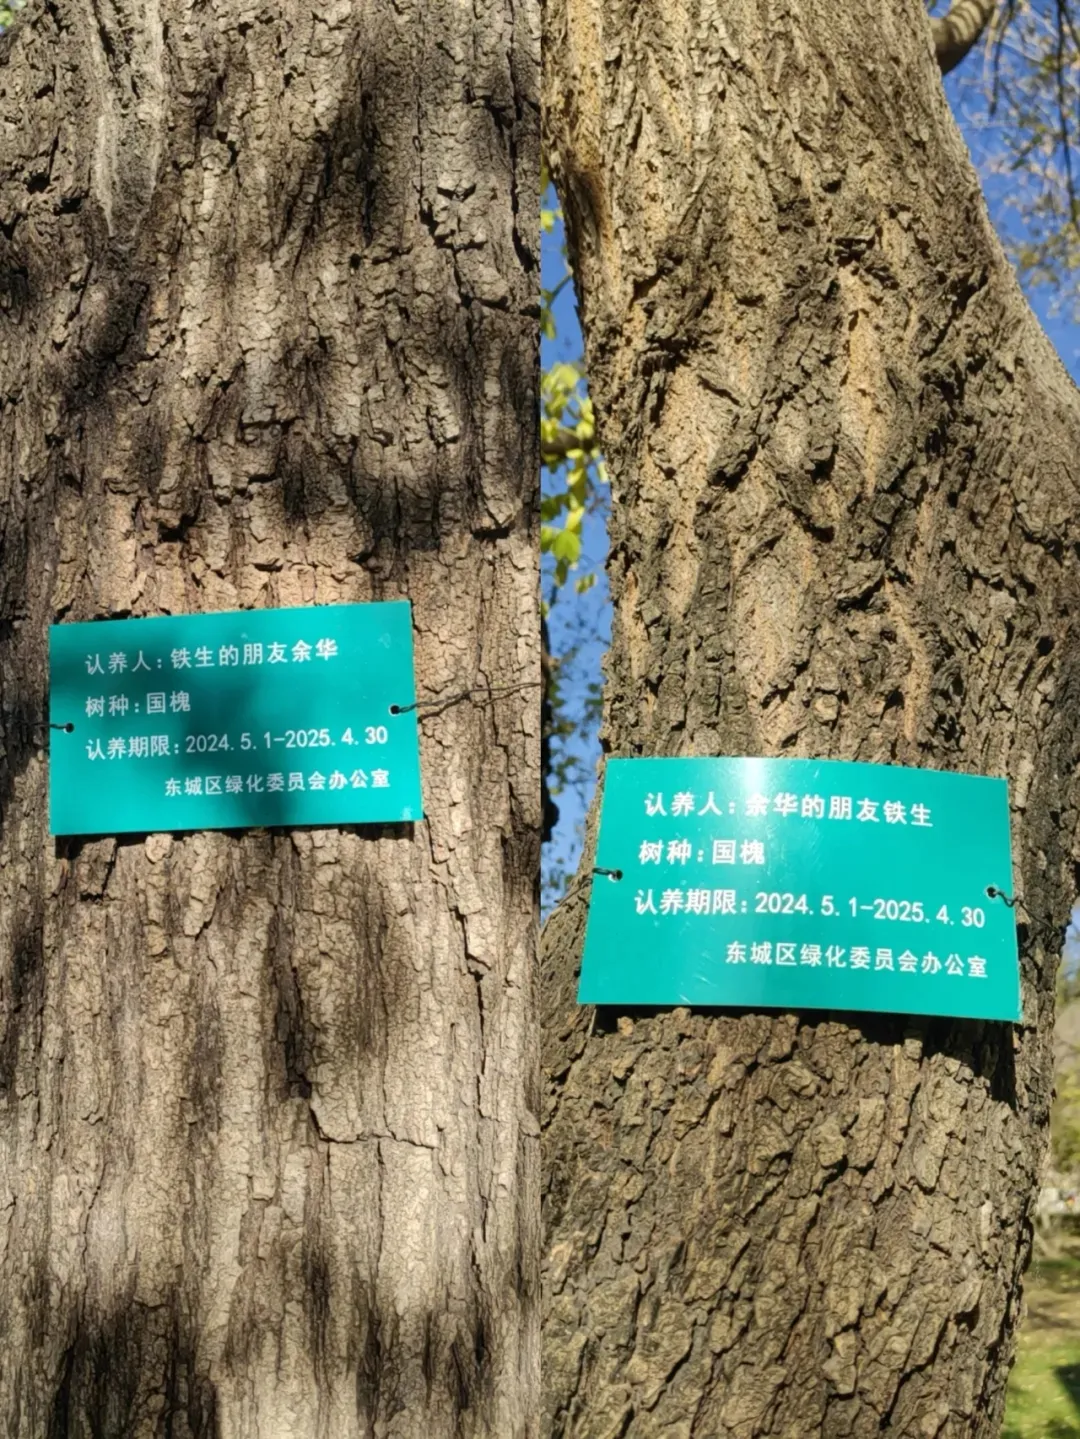 认养人：铁生的朋友余华
树种：国槐
认养期限：2024.5.1-2025.4.30
东城区绿化委员会办公室
认养人：余华的朋友铁生
树种：国槐
认养期限：2024.5.1-2025.4.30
东城区绿化委员会办公室